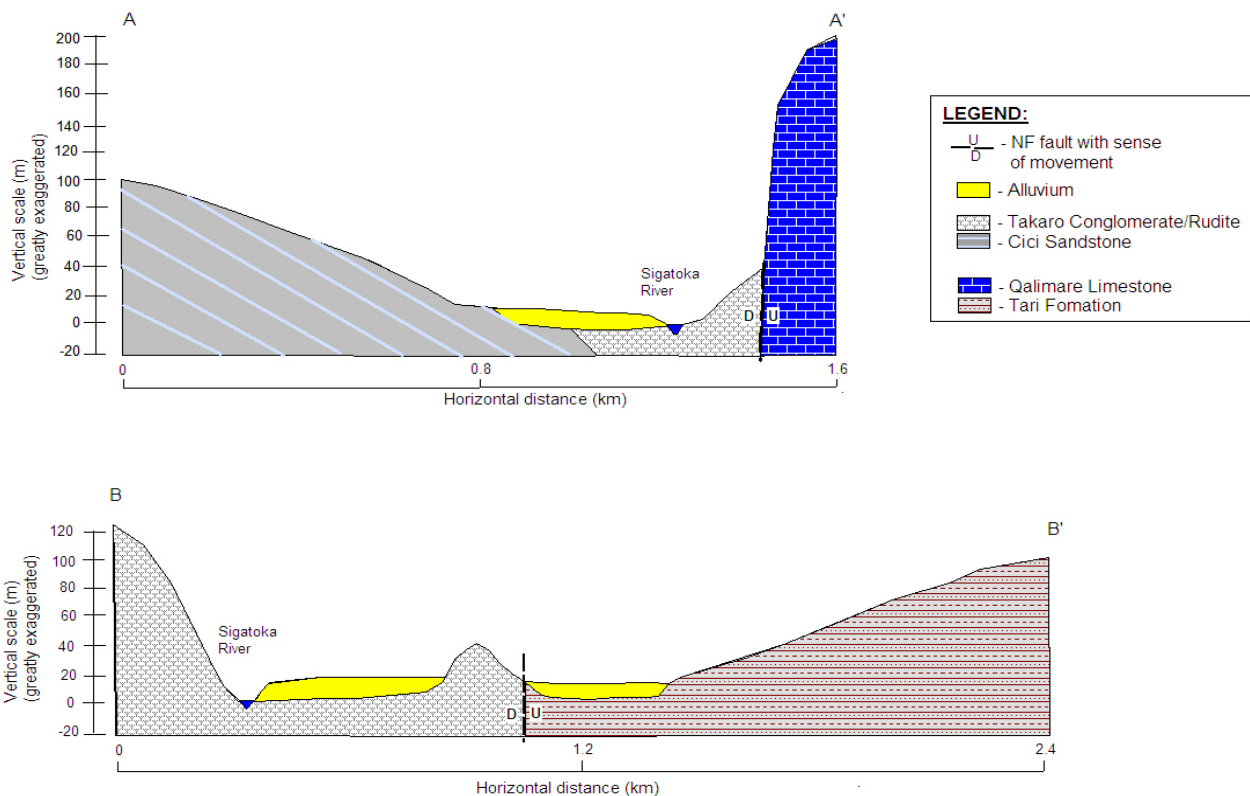 A
A'
200
180
160
140
120
100
80
60
40
20
0
-20
Vertical scale (m)
(greatly exaggerated)
Sigatoka
River
D U
0
0.8
1.6
Horizontal distance (km)
LEGEND:
U
D
- NF fault with sense
of movement
- Alluvium
- Takaro Conglomerate/Rudite
- Cici Sandstone
- Qalimare Limestone
- Tari Fomation
B
B'
120
100
80
60
40
20
0
-20
Vertical scale (m)
(greatly exaggerated)
Sigatoka
River
D U
0
1.2
2.4
Horizontal distance (km)